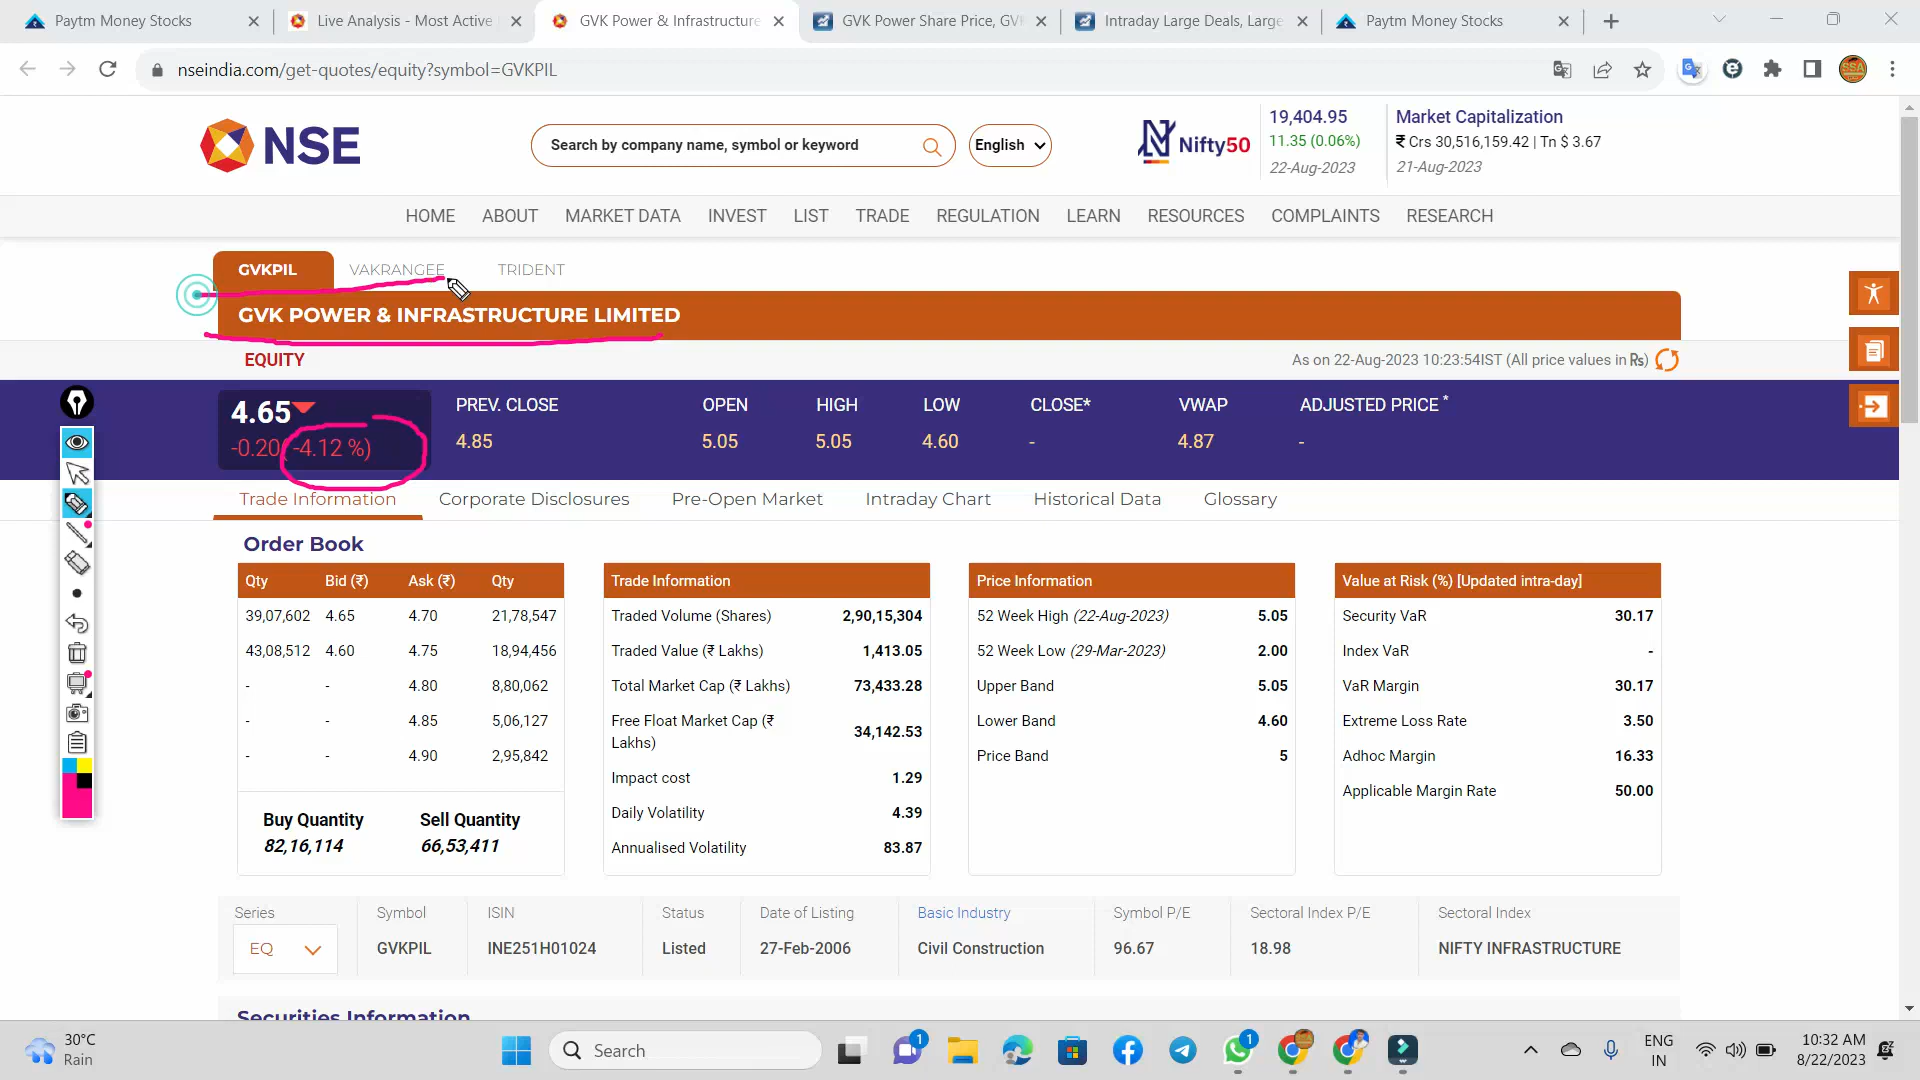 Paytm Money Stocks
Live Analysis - Most Active
GVK Power & Infrastructure
GVK Power Share Price, GV
Intraday Large Deals, Large
Paytm Money Stocks
nseindia.com/get-quotes/equity?symbol=GVKPIL
SSA
NSE
Search by company name, symbol or keyword
English
Nifty50
19,404.95
11.35 (0.06%)
22-Aug-2023
Market Capitalization
₹ Crs 30,516,159.42 | Tn $ 3.67
21-Aug-2023
HOME ABOUT MARKET DATA INVEST LIST TRADE REGULATION LEARN RESOURCES COMPLAINTS RESEARCH
GVKPIL VAKRANGEE TRIDENT
GVK POWER & INFRASTRUCTURE LIMITED
EQUITY
As on 22-Aug-2023 10:23:54IST (All price values in ₨)
4.65
-0.20( -4.12 %)
PREV. CLOSE OPEN HIGH LOW CLOSE* VWAP ADJUSTED PRICE *
4.85 5.05 5.05 4.60 - 4.87 -
Trade Information Corporate Disclosures Pre-Open Market Intraday Chart Historical Data Glossary
Order Book
Qty Bid (₹) Ask (₹) Qty
39,07,602 4.65 4.70 21,78,547
43,08,512 4.60 4.75 18,94,456
- - 4.80 8,80,062
- - 4.85 5,06,127
- - 4.90 2,95,842
Buy Quantity Sell Quantity
82,16,114 66,53,411
Trade Information
Traded Volume (Shares) 2,90,15,304
Traded Value (₹ Lakhs) 1,413.05
Total Market Cap (₹ Lakhs) 73,433.28
Free Float Market Cap (₹
Lakhs) 34,142.53
Impact cost 1.29
Daily Volatility 4.39
Annualised Volatility 83.87
Price Information
52 Week High (22-Aug-2023) 5.05
52 Week Low (29-Mar-2023) 2.00
Upper Band 5.05
Lower Band 4.60
Price Band 5
Value at Risk (%) [Updated intra-day]
Security VaR 30.17
Index VaR -
VaR Margin 30.17
Extreme Loss Rate 3.50
Adhoc Margin 16.33
Applicable Margin Rate 50.00
Series Symbol ISIN Status Date of Listing Basic Industry Symbol P/E Sectoral Index P/E Sectoral Index
EQ GVKPIL INE251H01024 Listed 27-Feb-2006 Civil Construction 96.67 18.98 NIFTY INFRASTRUCTURE
Securities Information
30°C
Rain
Search
1
1
ENG
IN
10:32 AM
8/22/2023